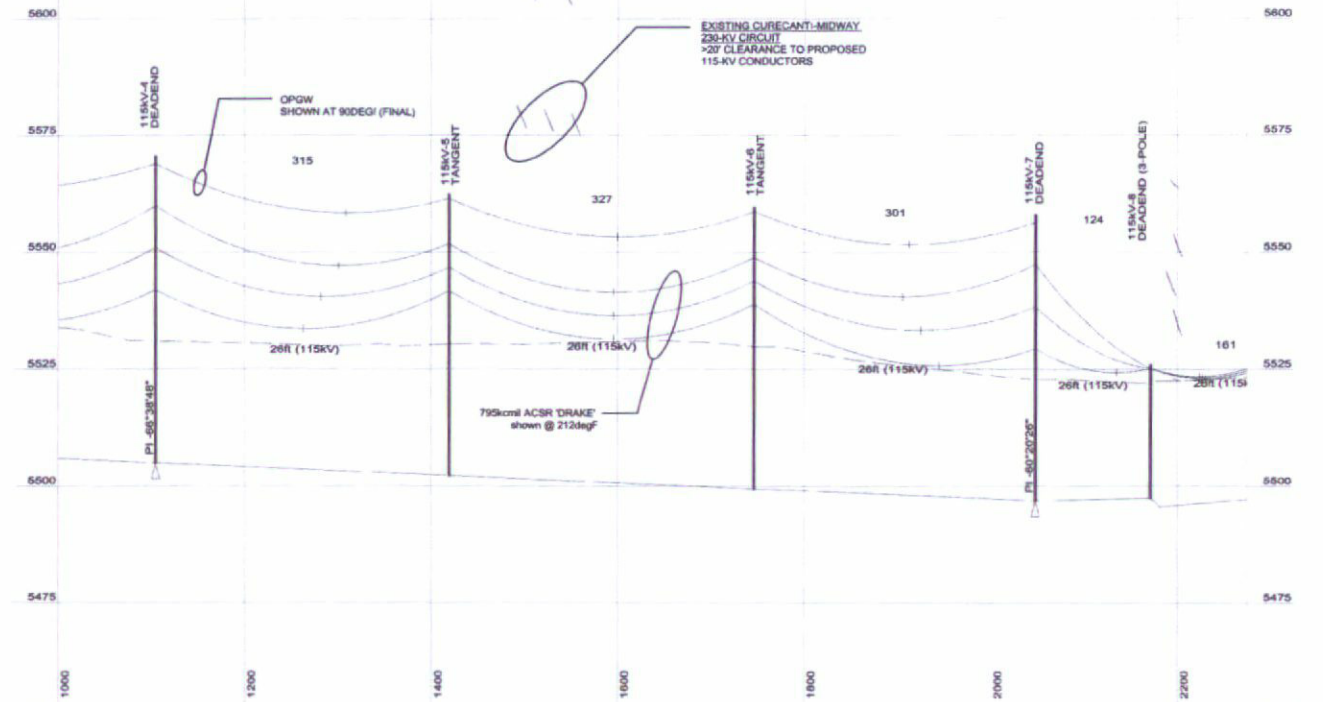 5600
EXISTING CURECANTI-MIDWAY
230-KV CIRCUIT
>20' CLEARANCE TO PROPOSED
115-KV CONDUCTORS
5600
115kV-4
DEADEND
OPGW
SHOWN AT 90DEGF (FINAL)
5575
315
115kV-5
TANGENT
327
115kV-6
TANGENT
301
115kV-7
DEADEND
124
115kV-8
DEADEND (3-POLE)
5575
5550
5550
26ft (115kV)
26ft (115kV)
26ft (115kV)
26ft (115kV)
161
26ft (115k
5525
5525
795kcmil ACSR 'DRAKE'
shown @ 212degF
PI -66°38'48"
PI -60°20'26"
5500
5500
5475
5475
1000
1200
1400
1600
1800
2000
2200